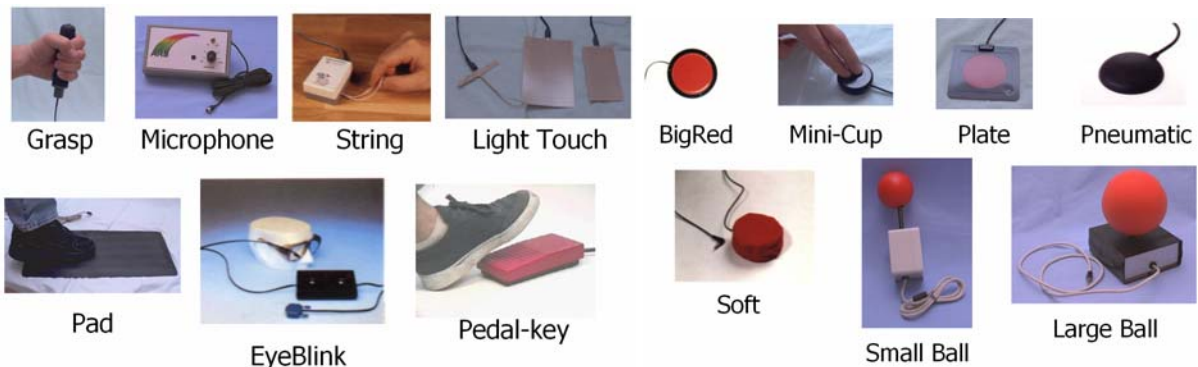 Grasp
Microphone
String
Light Touch
BigRed
Mini-Cup
Plate
Pneumatic
Pad
EyeBlink
Pedal-key
Soft
Small Ball
Large Ball